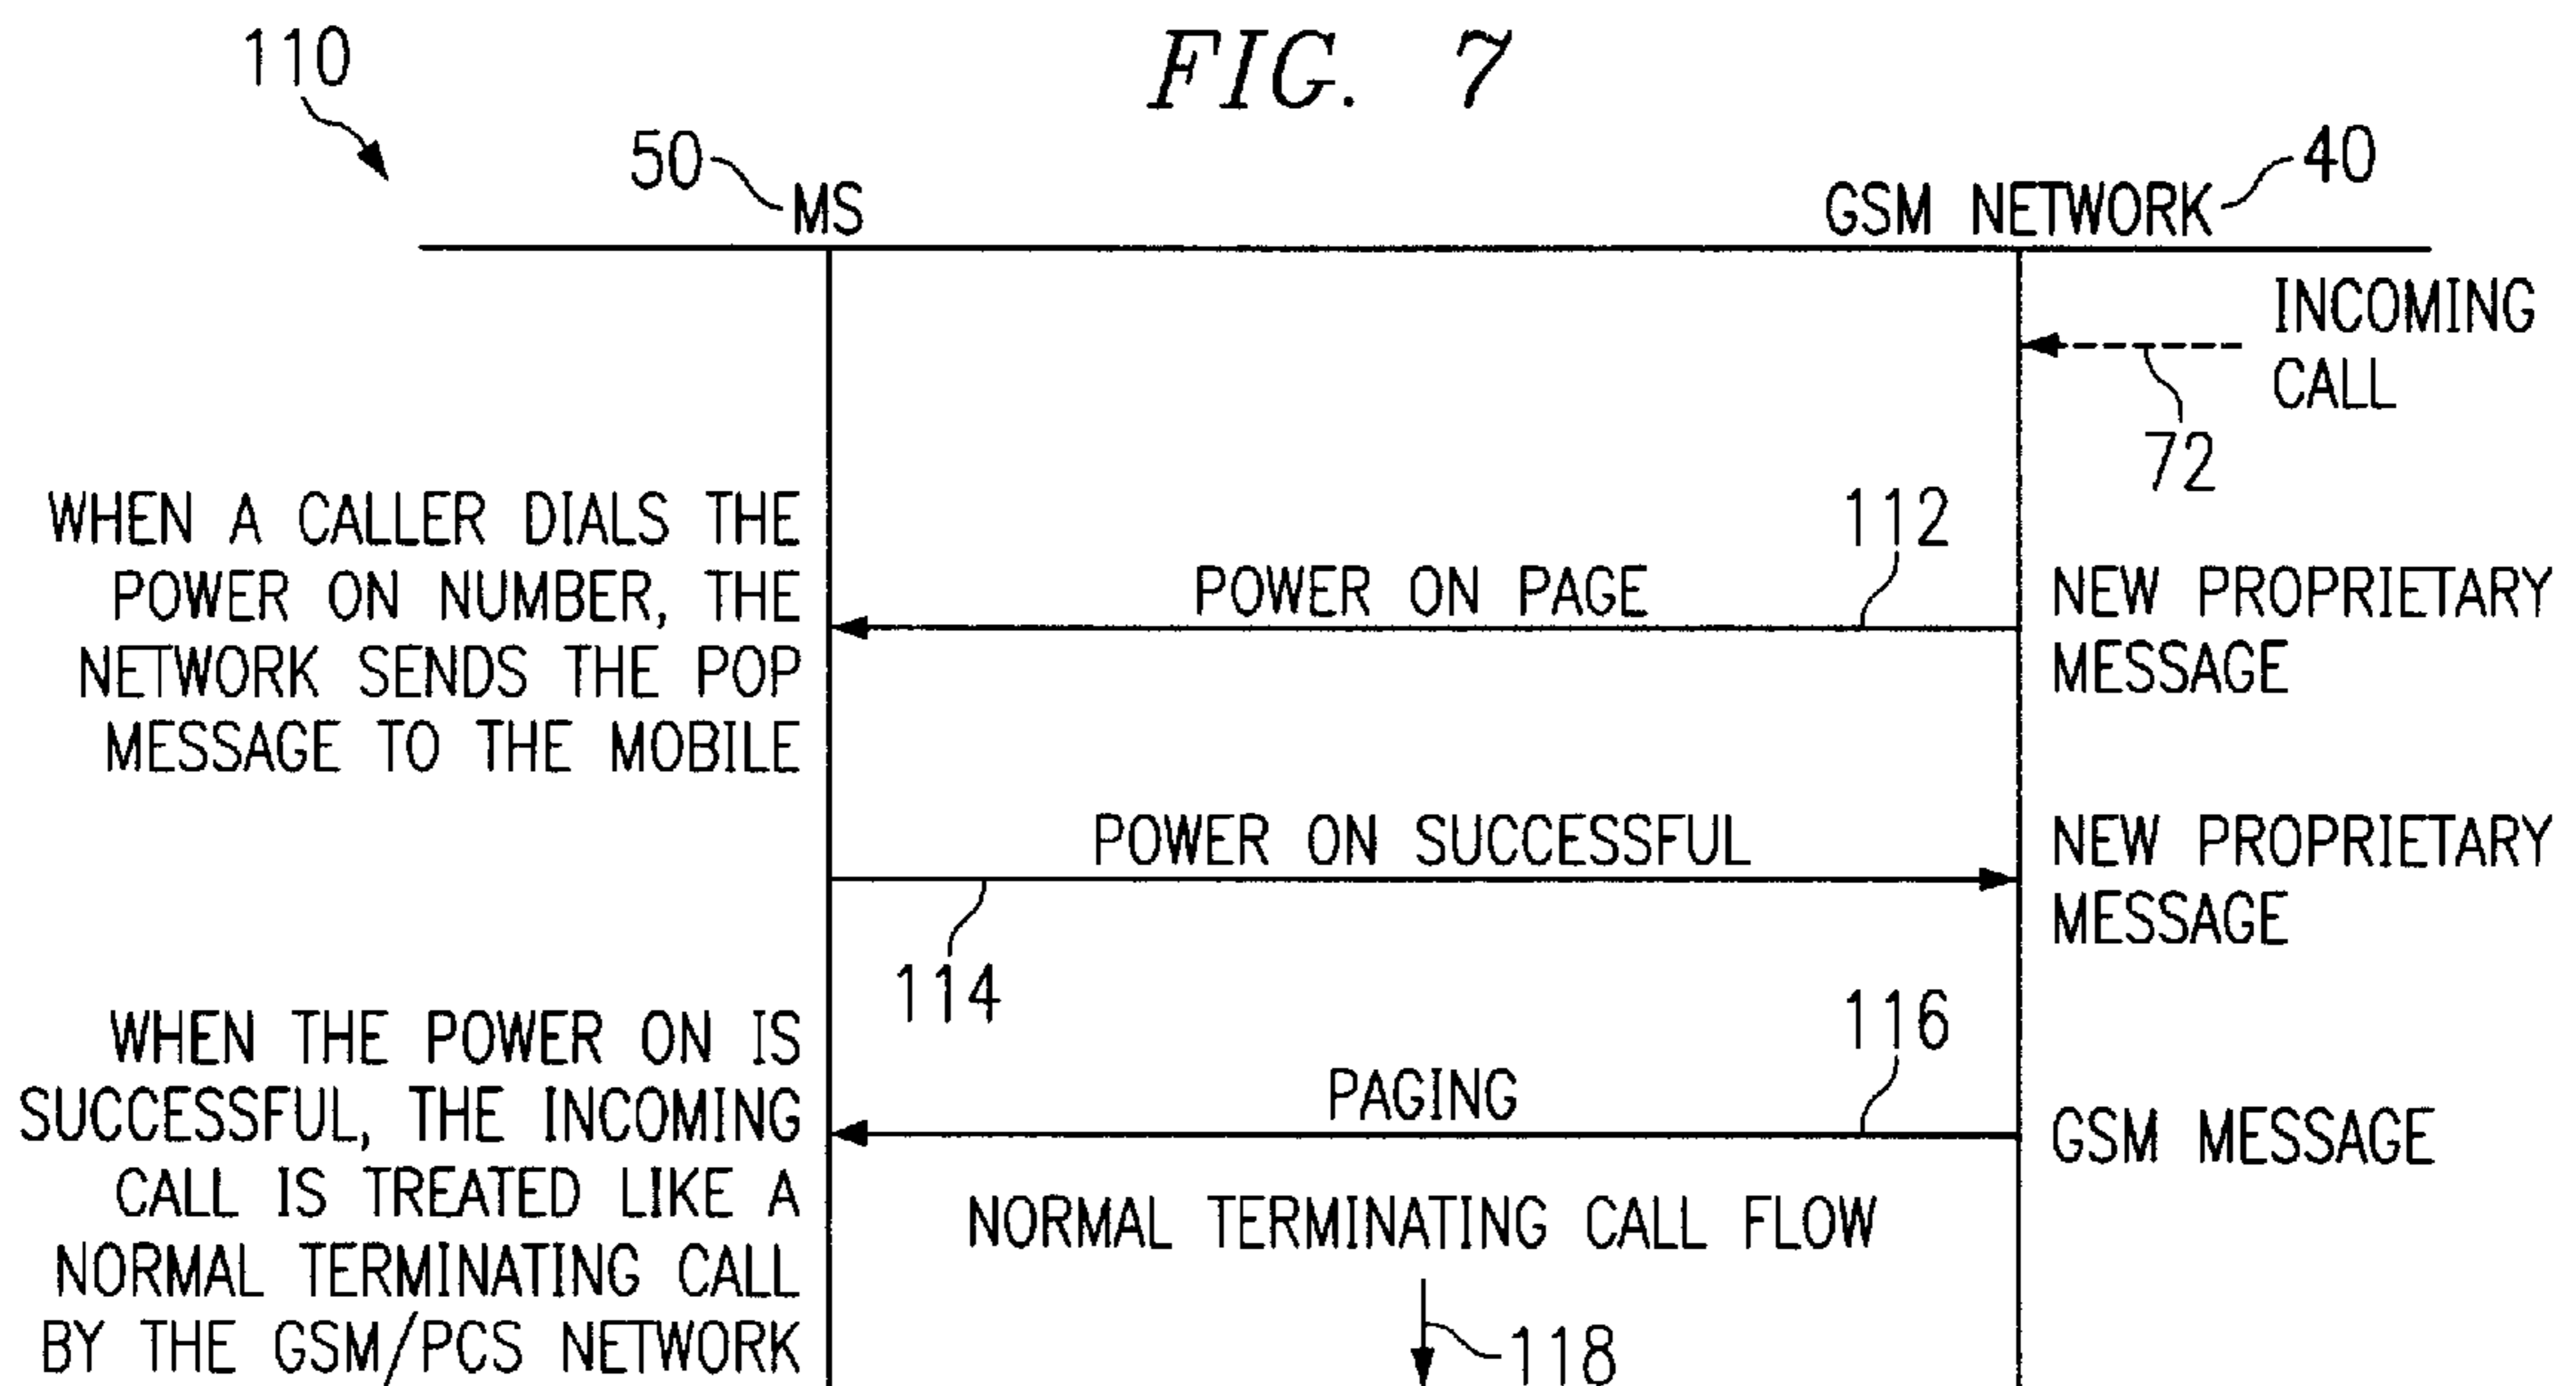 110
FIG. 7
50
MS
GSM NETWORK
40
INCOMING
CALL
72
WHEN A CALLER DIALS THE
POWER ON NUMBER, THE
NETWORK SENDS THE POP
MESSAGE TO THE MOBILE
POWER ON PAGE
112
NEW PROPRIETARY
MESSAGE
POWER ON SUCCESSFUL
114
NEW PROPRIETARY
MESSAGE
WHEN THE POWER ON IS
SUCCESSFUL, THE INCOMING
CALL IS TREATED LIKE A
NORMAL TERMINATING CALL
BY THE GSM/PCS NETWORK
PAGING
116
GSM MESSAGE
NORMAL TERMINATING CALL FLOW
118